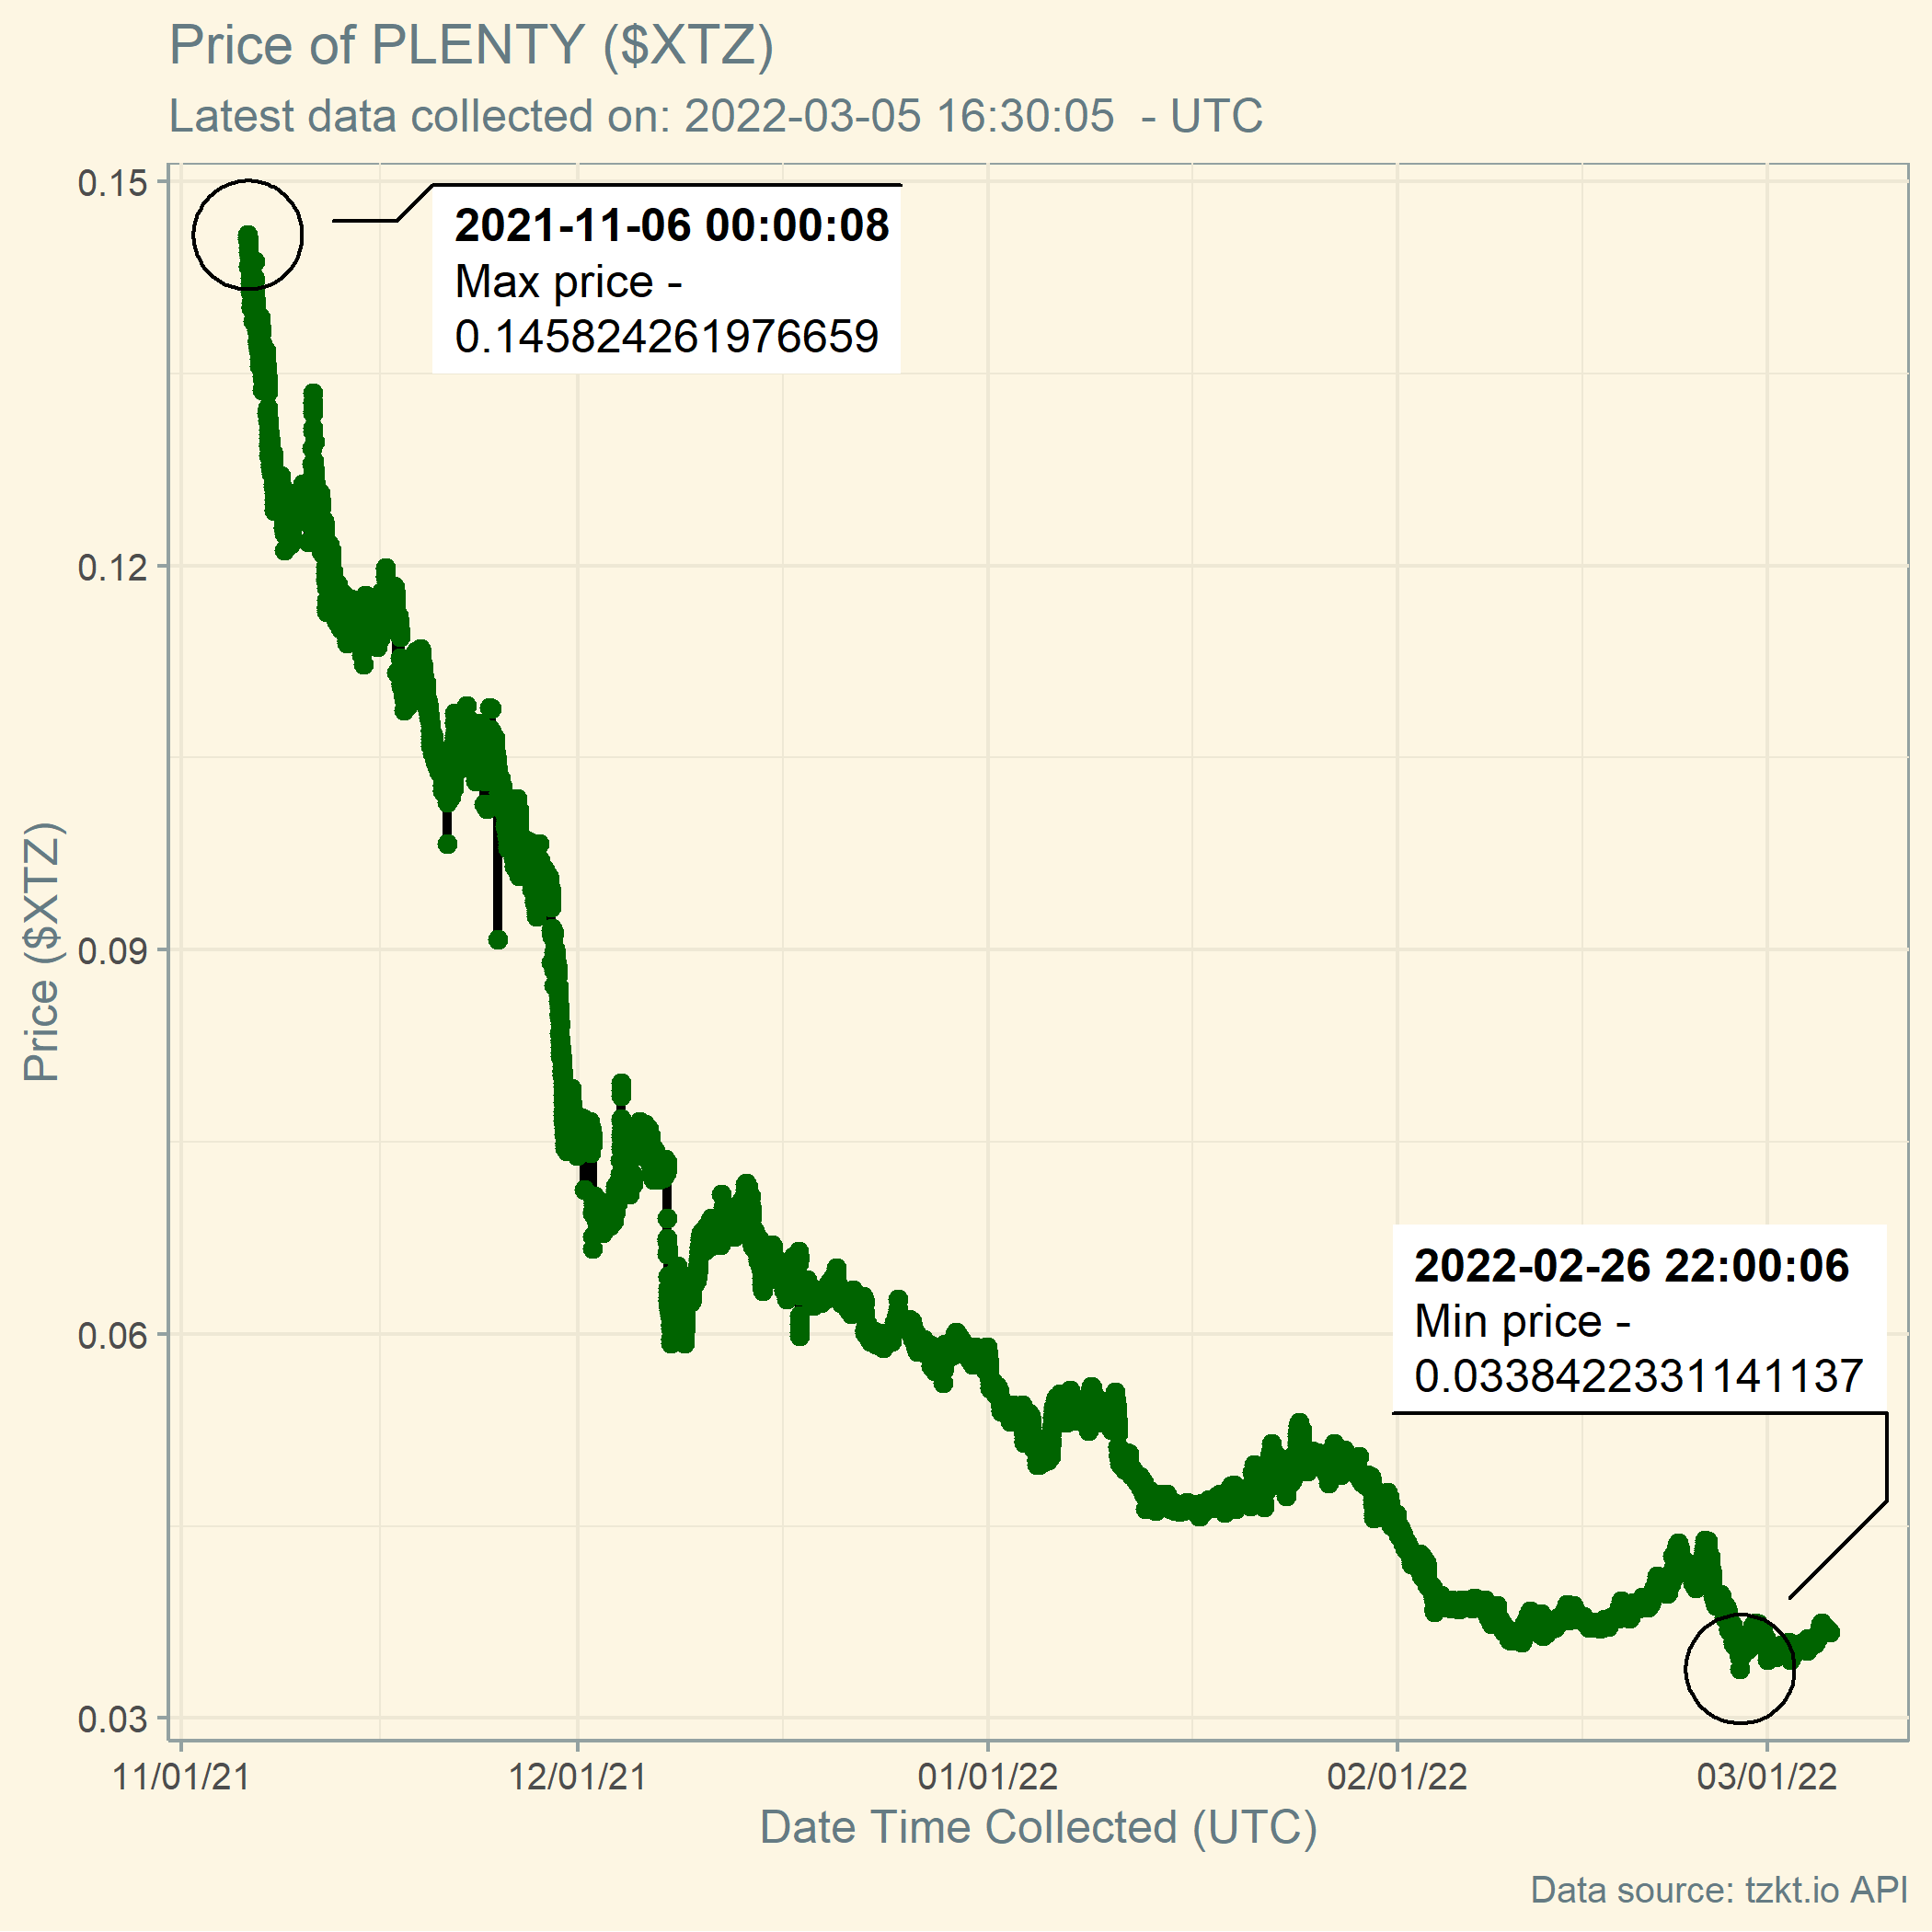 Price of PLENTY ($XTZ)
Latest data collected on: 2022-03-05 16:30:05  - UTC
0.15
2021-11-06 00:00:08
Max price -
0.145824261976659
0.12
Price ($XTZ)
0.09
2022-02-26 22:00:06
Min price -
0.0338422331141137
0.06
0.03
11/01/21 12/01/21 01/01/22 02/01/22 03/01/22
Date Time Collected (UTC)
Data source: tzkt.io API